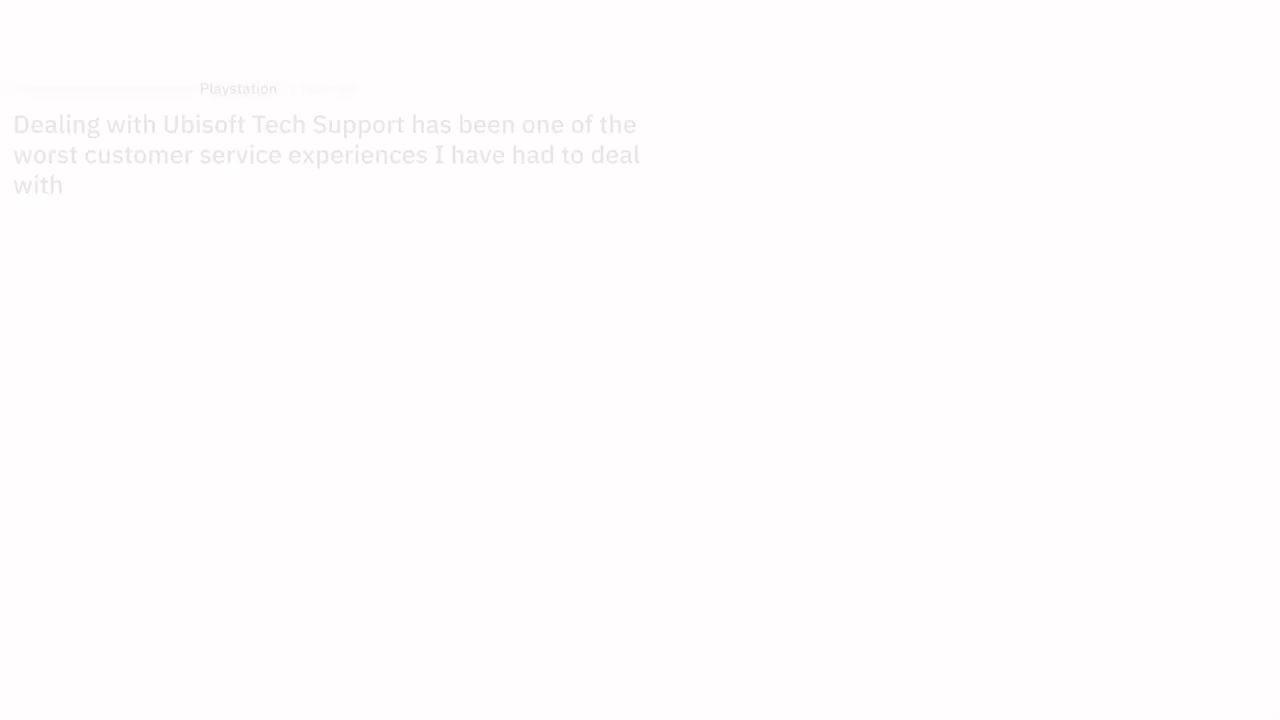 Playstation
Dealing with Ubisoft Tech Support has been one of the
worst customer service experiences I have had to deal
with